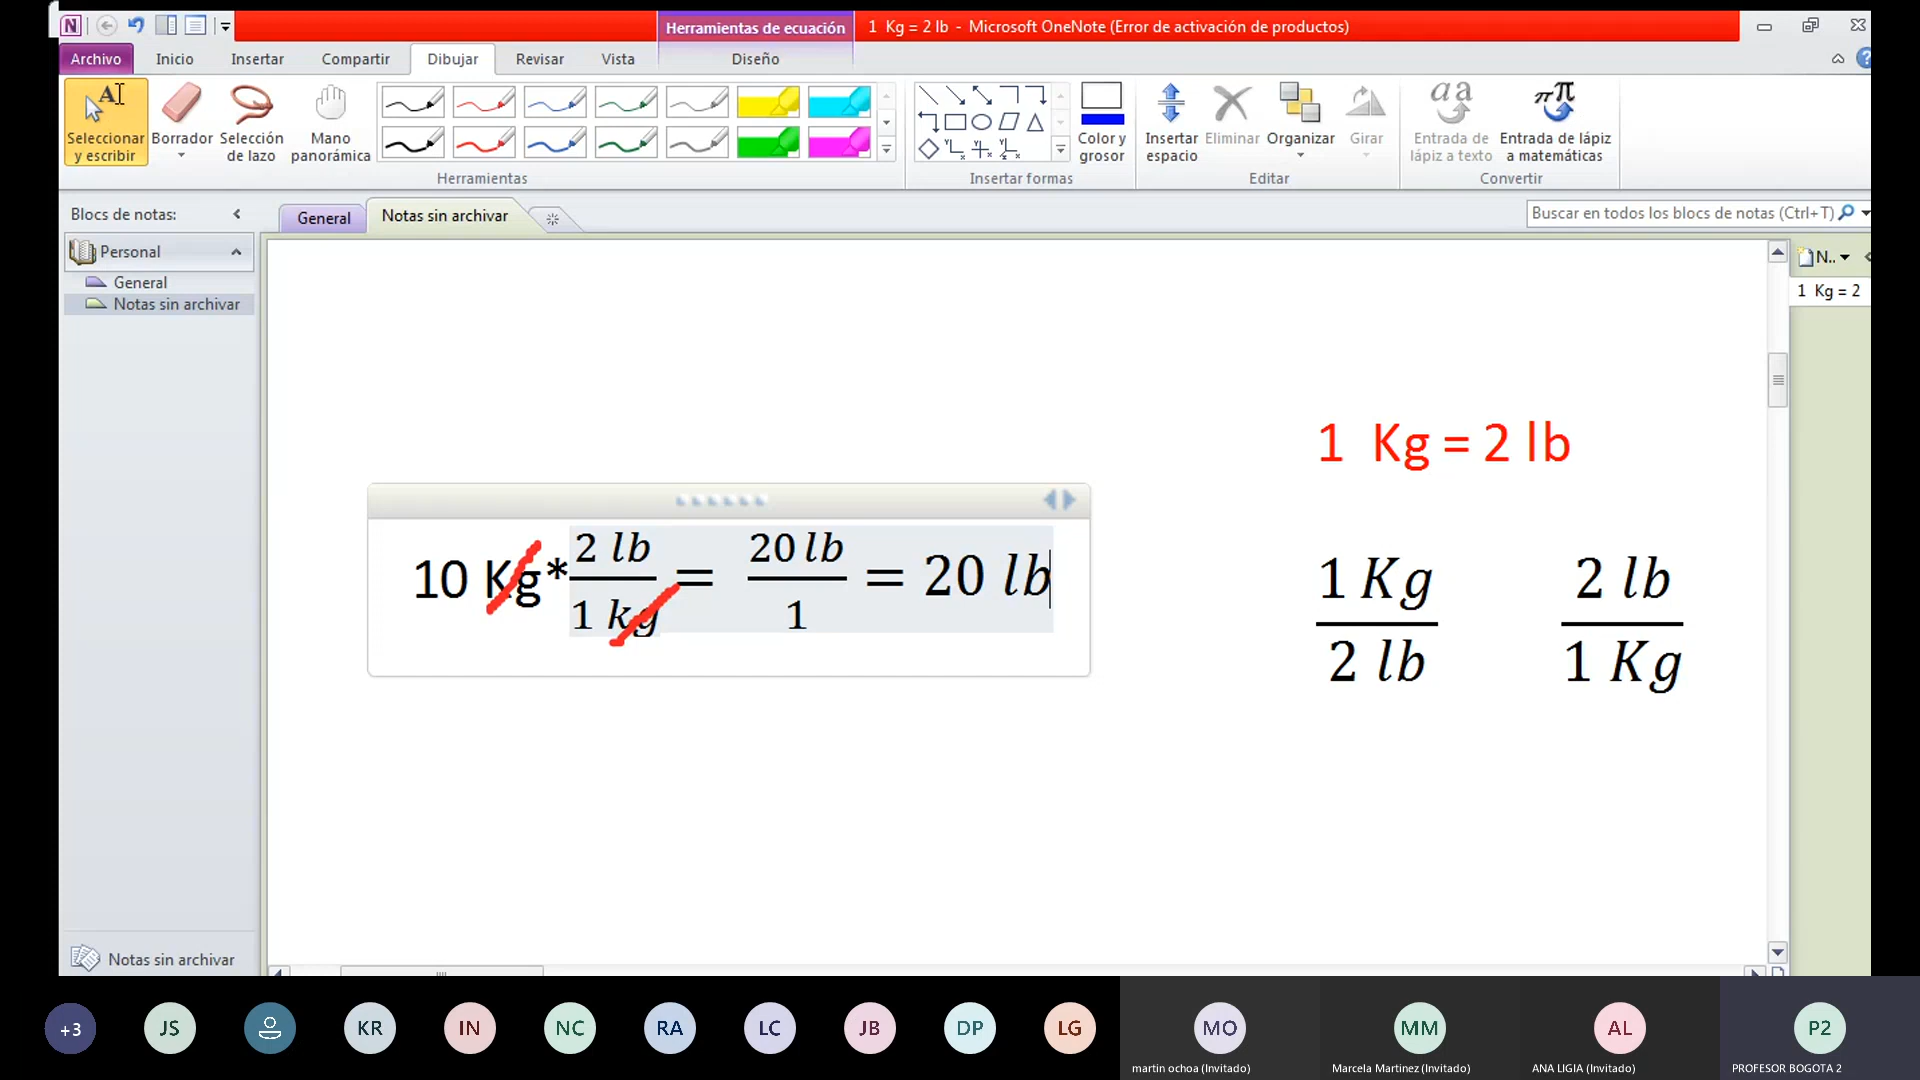 Herramientas de ecuación
1 Kg = 2 lb - Microsoft OneNote (Error de activación de productos)
Archivo Inicio Insertar Compartir Dibujar Revisar Vista Diseño
Seleccionar y escribir
Borrador
Selección de lazo
Mano panorámica
Herramientas
Insertar formas
Color y grosor
Insertar espacio
Eliminar
Organizar
Girar
Editar
Entrada de lápiz a texto
Entrada de lápiz a matemáticas
Convertir
Blocs de notas:
General
Notas sin archivar
Buscar en todos los blocs de notas (Ctrl+T)
Personal
General
Notas sin archivar
N..
1 Kg = 2
1 Kg = 2 lb
10 Kg * 2 lb / 1 kg = 20 lb / 1 = 20 lb
1 Kg / 2 lb
2 lb / 1 Kg
Notas sin archivar
+3 JS KR IN NC RA LC JB DP LG MO MM AL P2
martin ochoa (Invitado)
Marcela Martinez (Invitado)
ANA LIGIA (Invitado)
PROFESOR BOGOTA 2